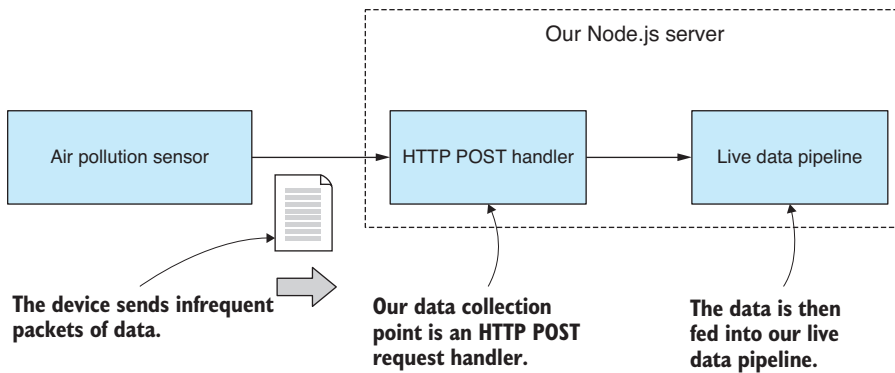 Our Node.js server
Air pollution sensor
HTTP POST handler
Live data pipeline
The device sends infrequent
packets of data.
Our data collection
point is an HTTP POST
request handler.
The data is then
fed into our live
data pipeline.